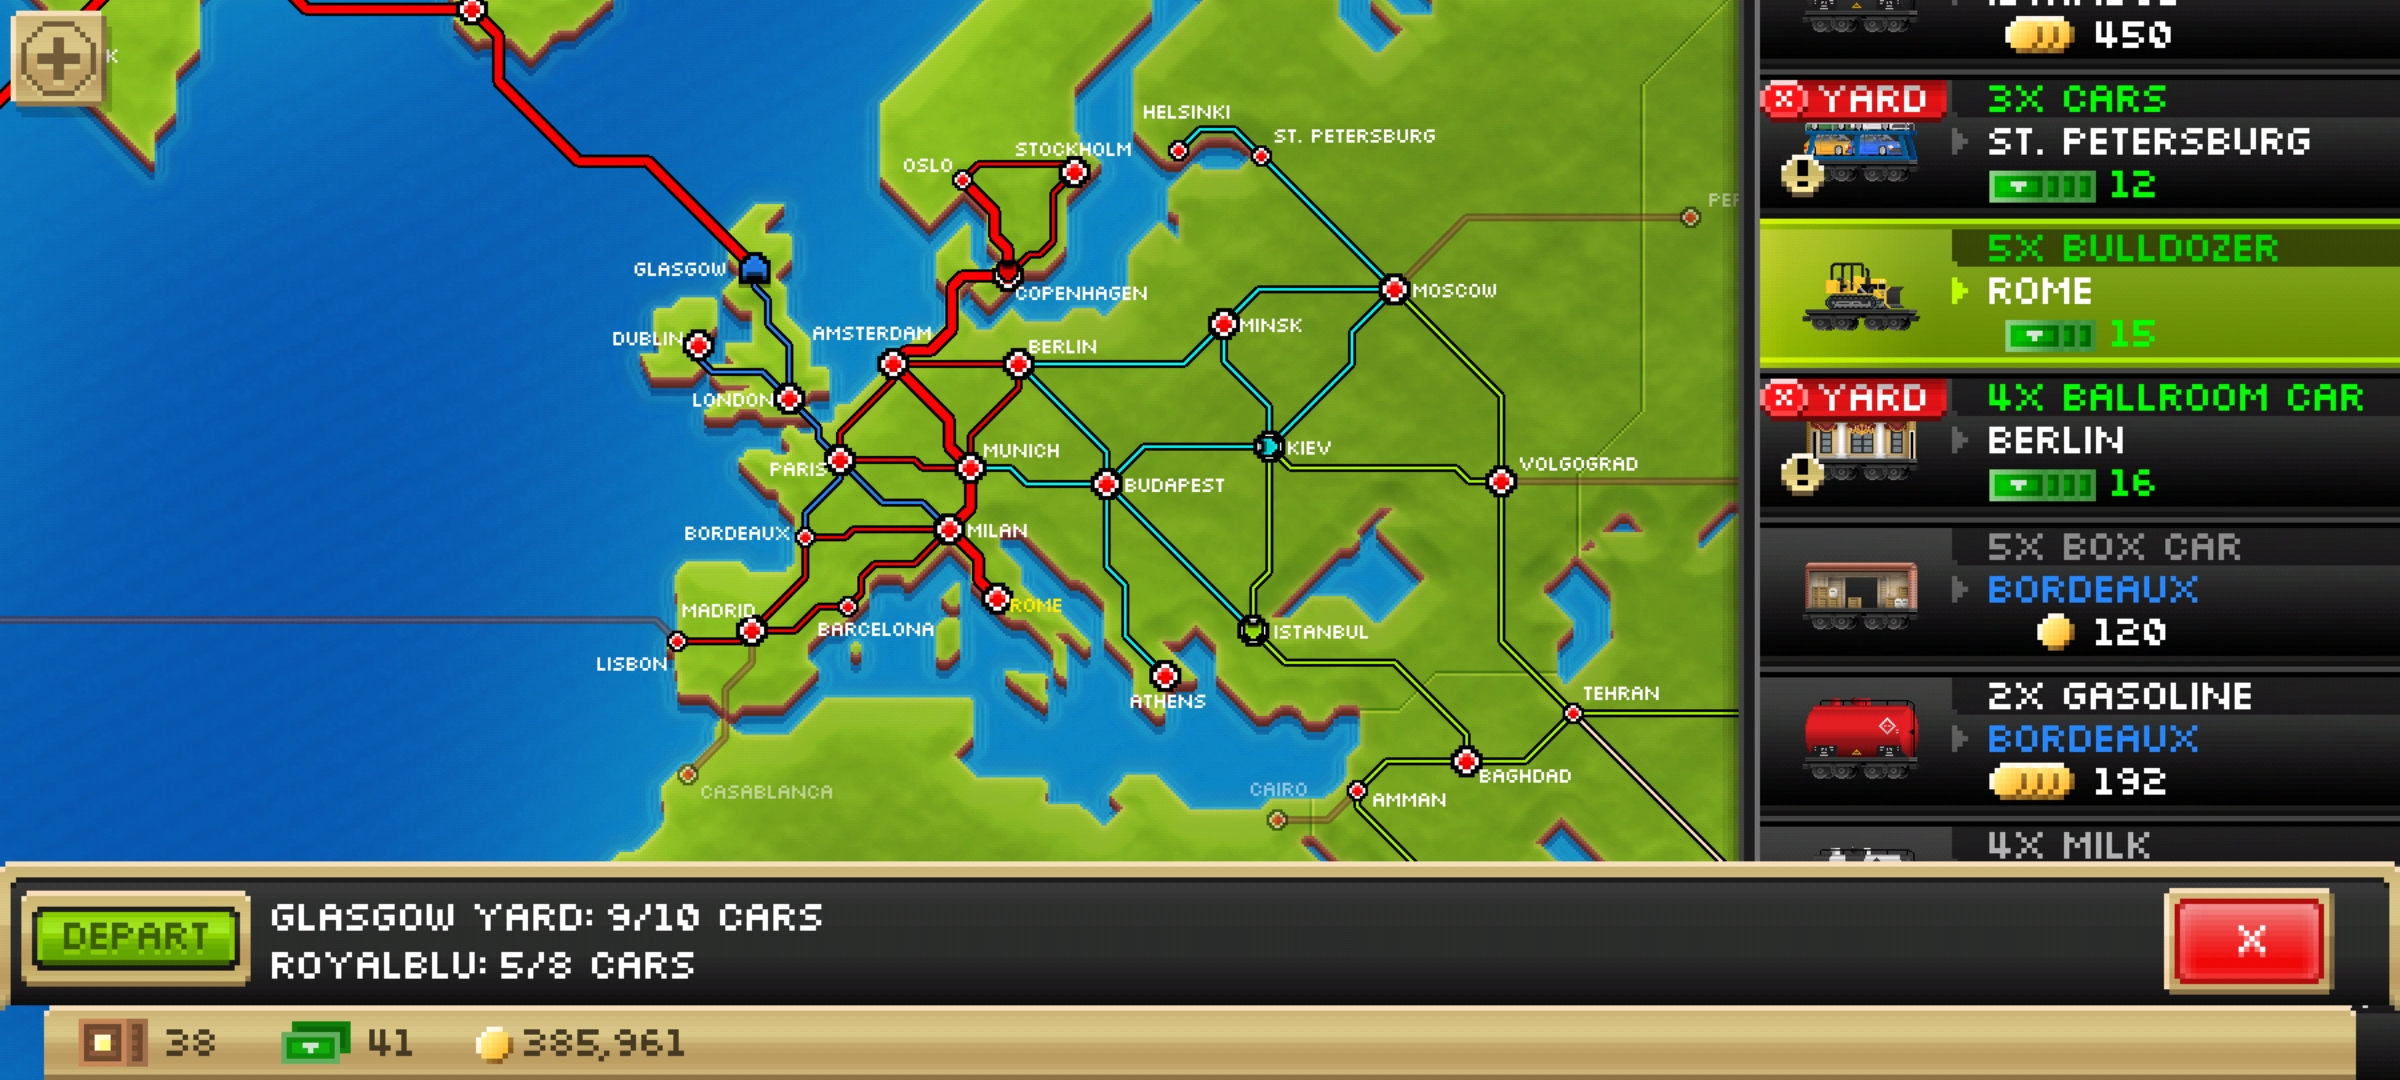 K
HELSINKI
ST. PETERSBURG
STOCKHOLM
OSLO
GLASGOW
COPENHAGEN
MOSCOW
DUBLIN
AMSTERDAM
BERLIN
MINSK
LONDON
PARIS
MUNICH
KIEV
BUDAPEST
VOLGOGRAD
BORDEAUX
MILAN
MADRID
ROME
BARCELONA
ISTANBUL
LISBON
ATHENS
TEHRAN
CASABLANCA
CAIRO
AMMAN
BAGHDAD
450
YARD
3X CARS
ST. PETERSBURG
12
5X BULLDOZER
ROME
15
YARD
4X BALLROOM CAR
BERLIN
16
5X BOX CAR
BORDEAUX
120
2X GASOLINE
BORDEAUX
192
4X MILK
DEPART
GLASGOW YARD: 9/10 CARS
ROYALBLU: 5/8 CARS
X
38
41
385,961